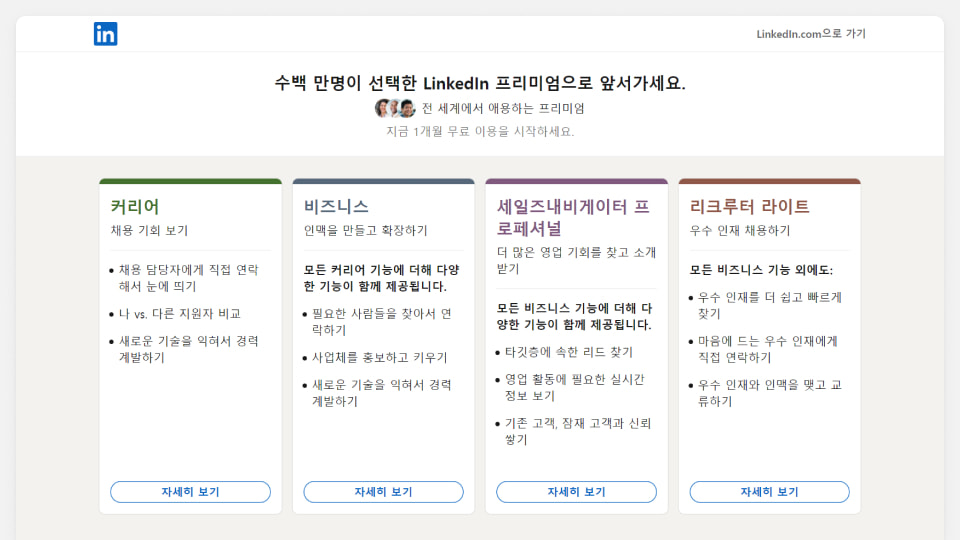 in
LinkedIn.com으로 가기
수백 만명이 선택한 LinkedIn 프리미엄으로 앞서가세요.
전 세계에서 애용하는 프리미엄
지금 1개월 무료 이용을 시작하세요.
커리어
채용 기회 보기
• 채용 담당자에게 직접 연락
해서 눈에 띄기
• 나 vs. 다른 지원자 비교
• 새로운 기술을 익혀서 경력
계발하기
자세히 보기
비즈니스
인맥을 만들고 확장하기
모든 커리어 기능에 더해 다양
한 기능이 함께 제공됩니다.
• 필요한 사람들을 찾아서 연
락하기
• 사업체를 홍보하고 키우기
• 새로운 기술을 익혀서 경력
계발하기
자세히 보기
세일즈내비게이터 프
로페셔널
더 많은 영업 기회를 찾고 소개
받기
모든 비즈니스 기능에 더해 다
양한 기능이 함께 제공됩니다.
• 타깃층에 속한 리드 찾기
• 영업 활동에 필요한 실시간
정보 보기
• 기존 고객, 잠재 고객과 신뢰
쌓기
자세히 보기
리크루터 라이트
우수 인재 채용하기
모든 비즈니스 기능 외에도:
• 우수 인재를 더 쉽고 빠르게
찾기
• 마음에 드는 우수 인재에게
직접 연락하기
• 우수 인재와 인맥을 맺고 교
류하기
자세히 보기